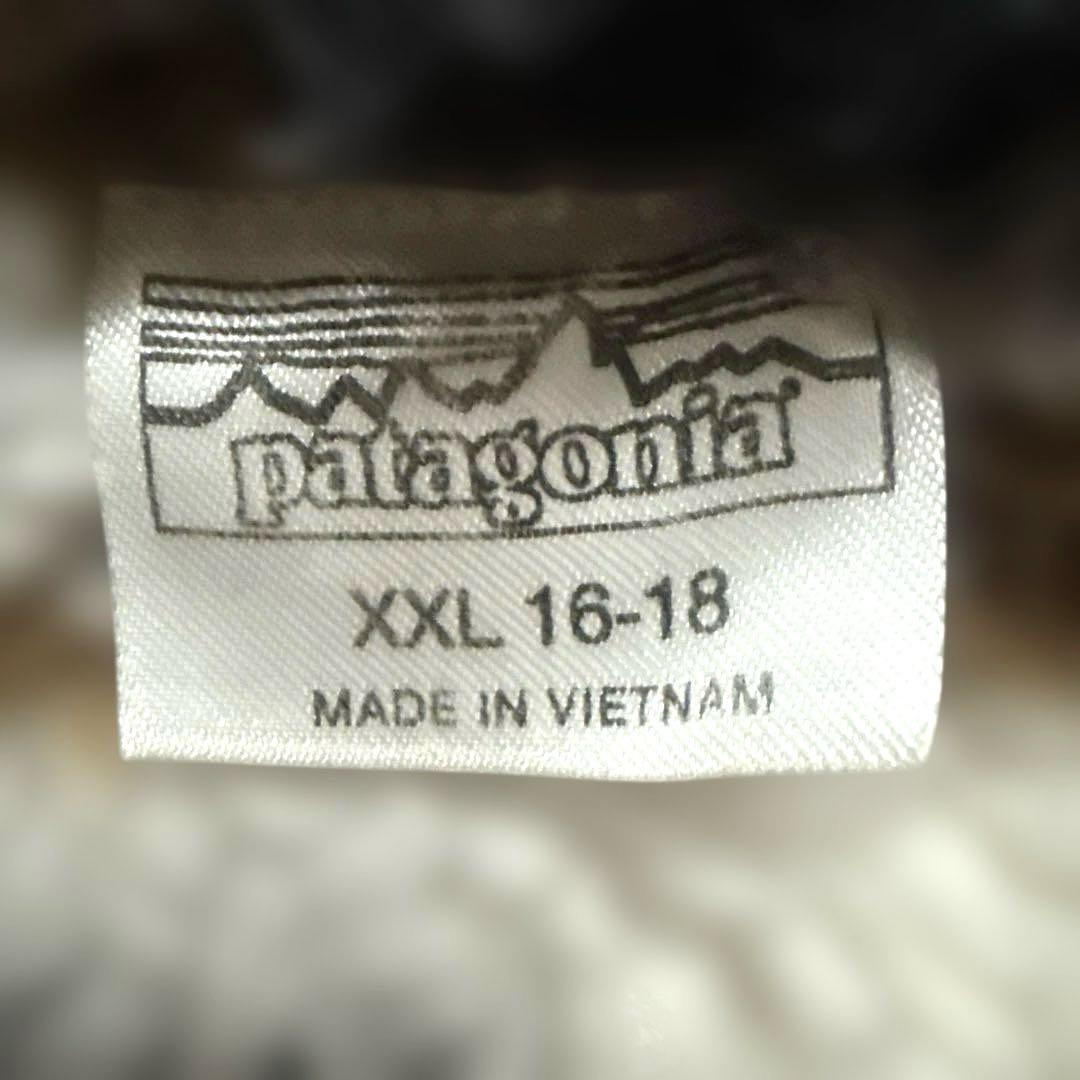 patagonia
XXL 16-18
MADE IN VIETNAM